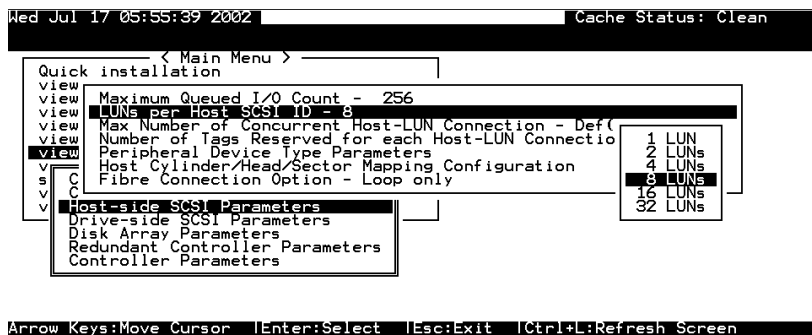 Wed Jul 17 05:55:39 2002 Cache Status: Clean
< Main Menu >
Quick installation
view
view Maximum Queued I/O Count - 256
view LUNs per Host SCSI ID - 8
view Max Number of Concurrent Host-LUN Connection - Def(
view Number of Tags Reserved for each Host-LUN Connectio
view Peripheral Device Type Parameters
v Host Cylinder/Head/Sector Mapping Configuration
s C Fibre Connection Option - Loop only
v C
v Host-side SCSI Parameters
Drive-side SCSI Parameters
Disk Array Parameters
Redundant Controller Parameters
Controller Parameters
1 LUN
2 LUNs
4 LUNs
8 LUNs
16 LUNs
32 LUNs
Arrow Keys:Move Cursor |Enter:Select |Esc:Exit |Ctrl+L:Refresh Screen